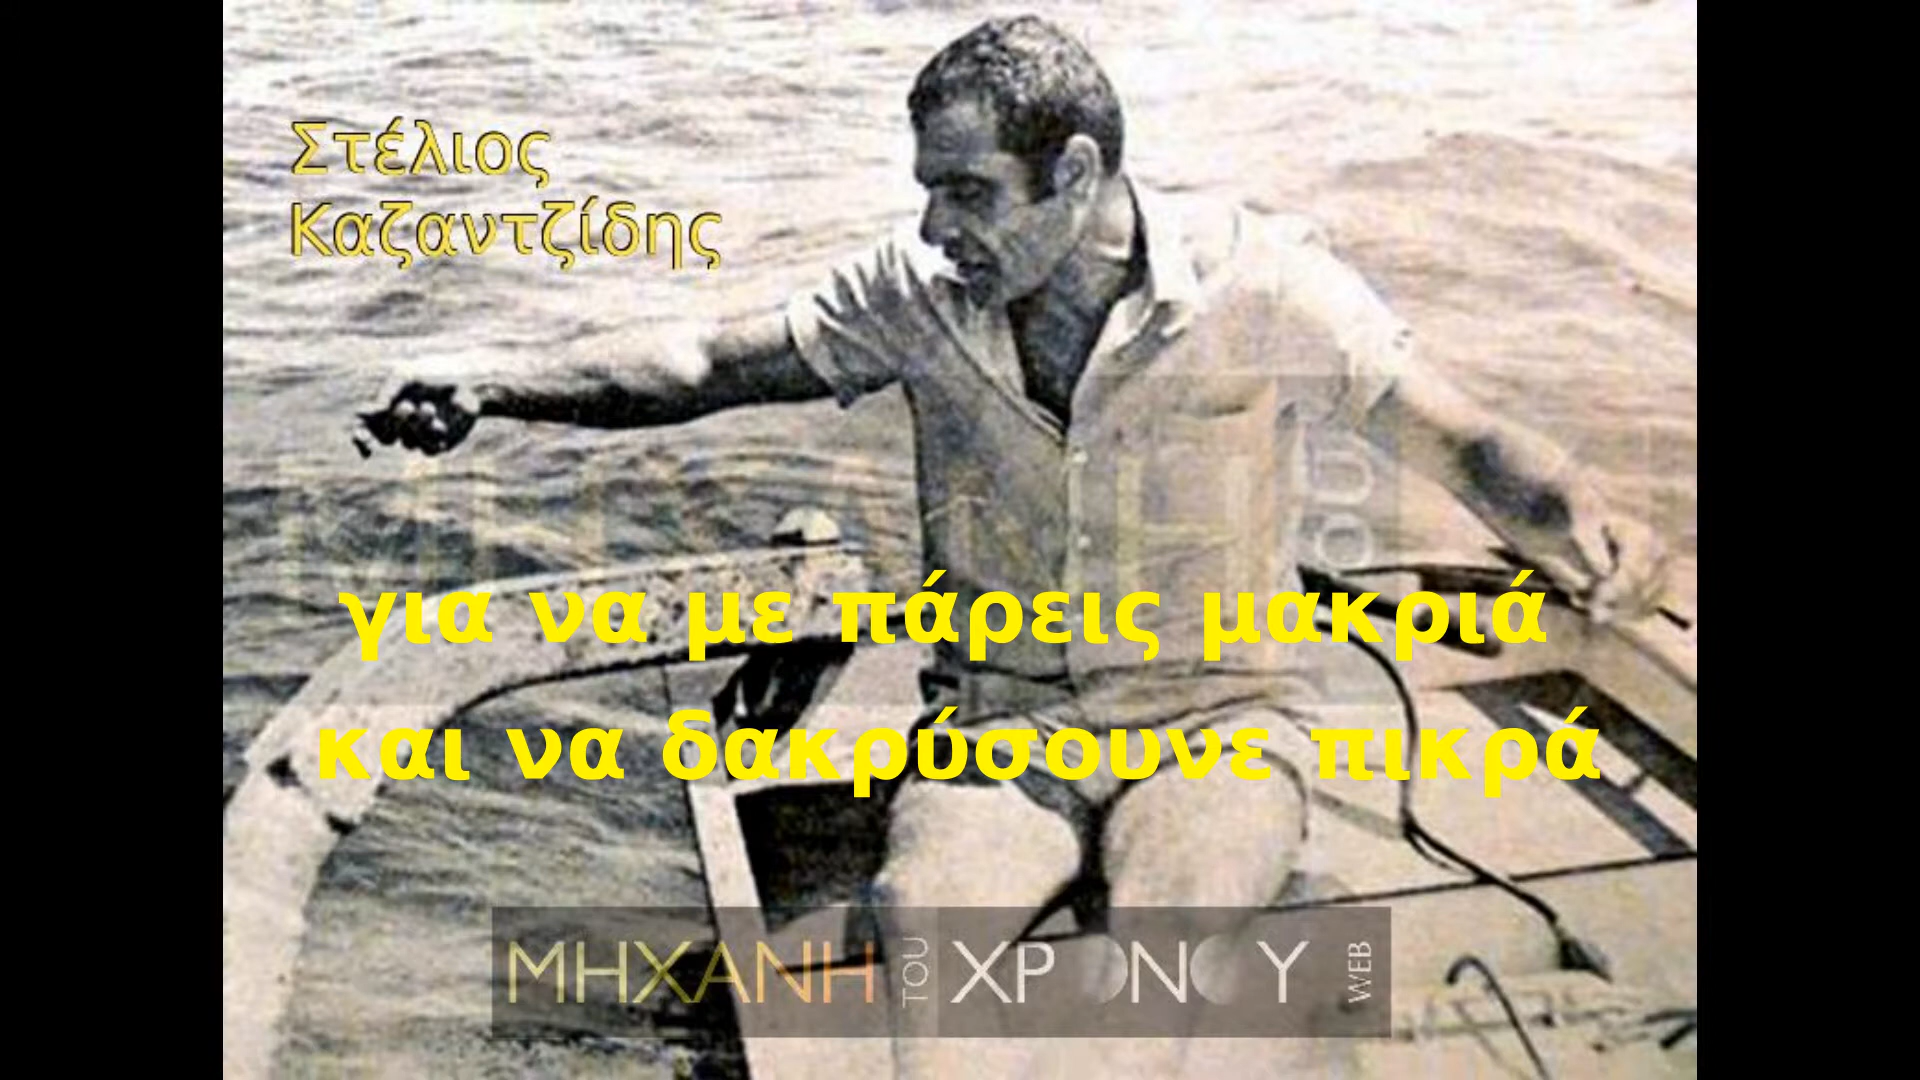 Στέλιος
Καζαντζίδης
για να με πάρεις μακριά
και να δακρύσουνε πικρά
ΜΗΧΑΝΗ ΤΟΥ ΧΡΟΝΟΥ WEB